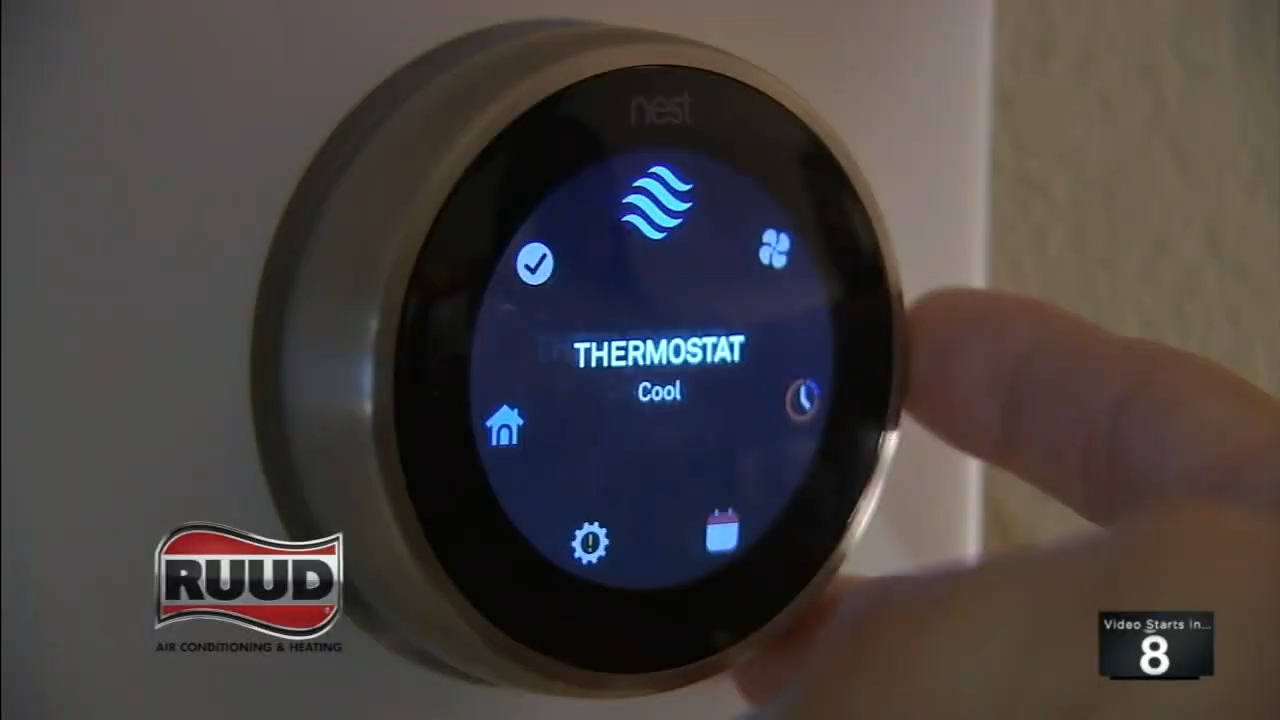 nest
THERMOSTAT
Cool
RUUD
AIR CONDITIONING & HEATING
Video Starts In...
8